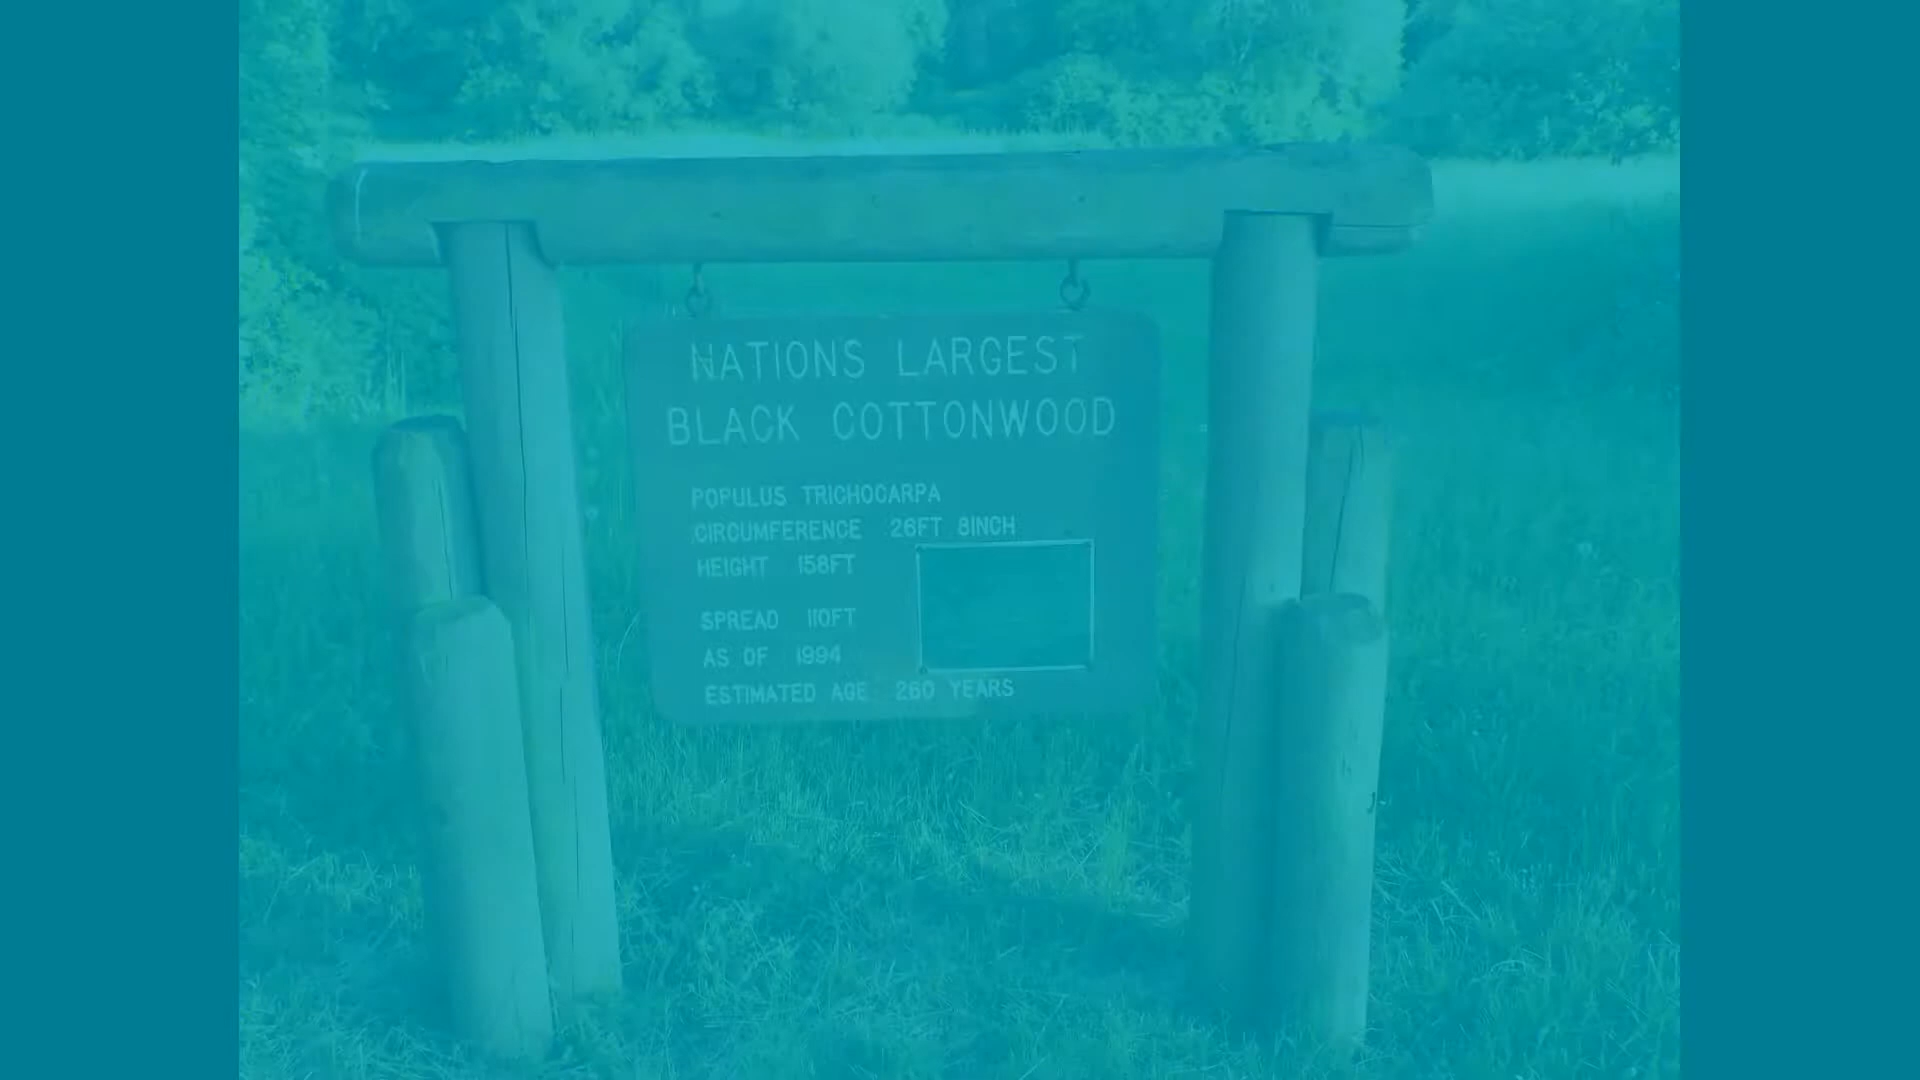 NATIONS LARGEST
BLACK COTTONWOOD
POPULUS TRICHOCARPA
CIRCUMFERENCE 26FT 8INCH
HEIGHT 158FT
SPREAD 110FT
AS OF 1994
ESTIMATED AGE 260 YEARS